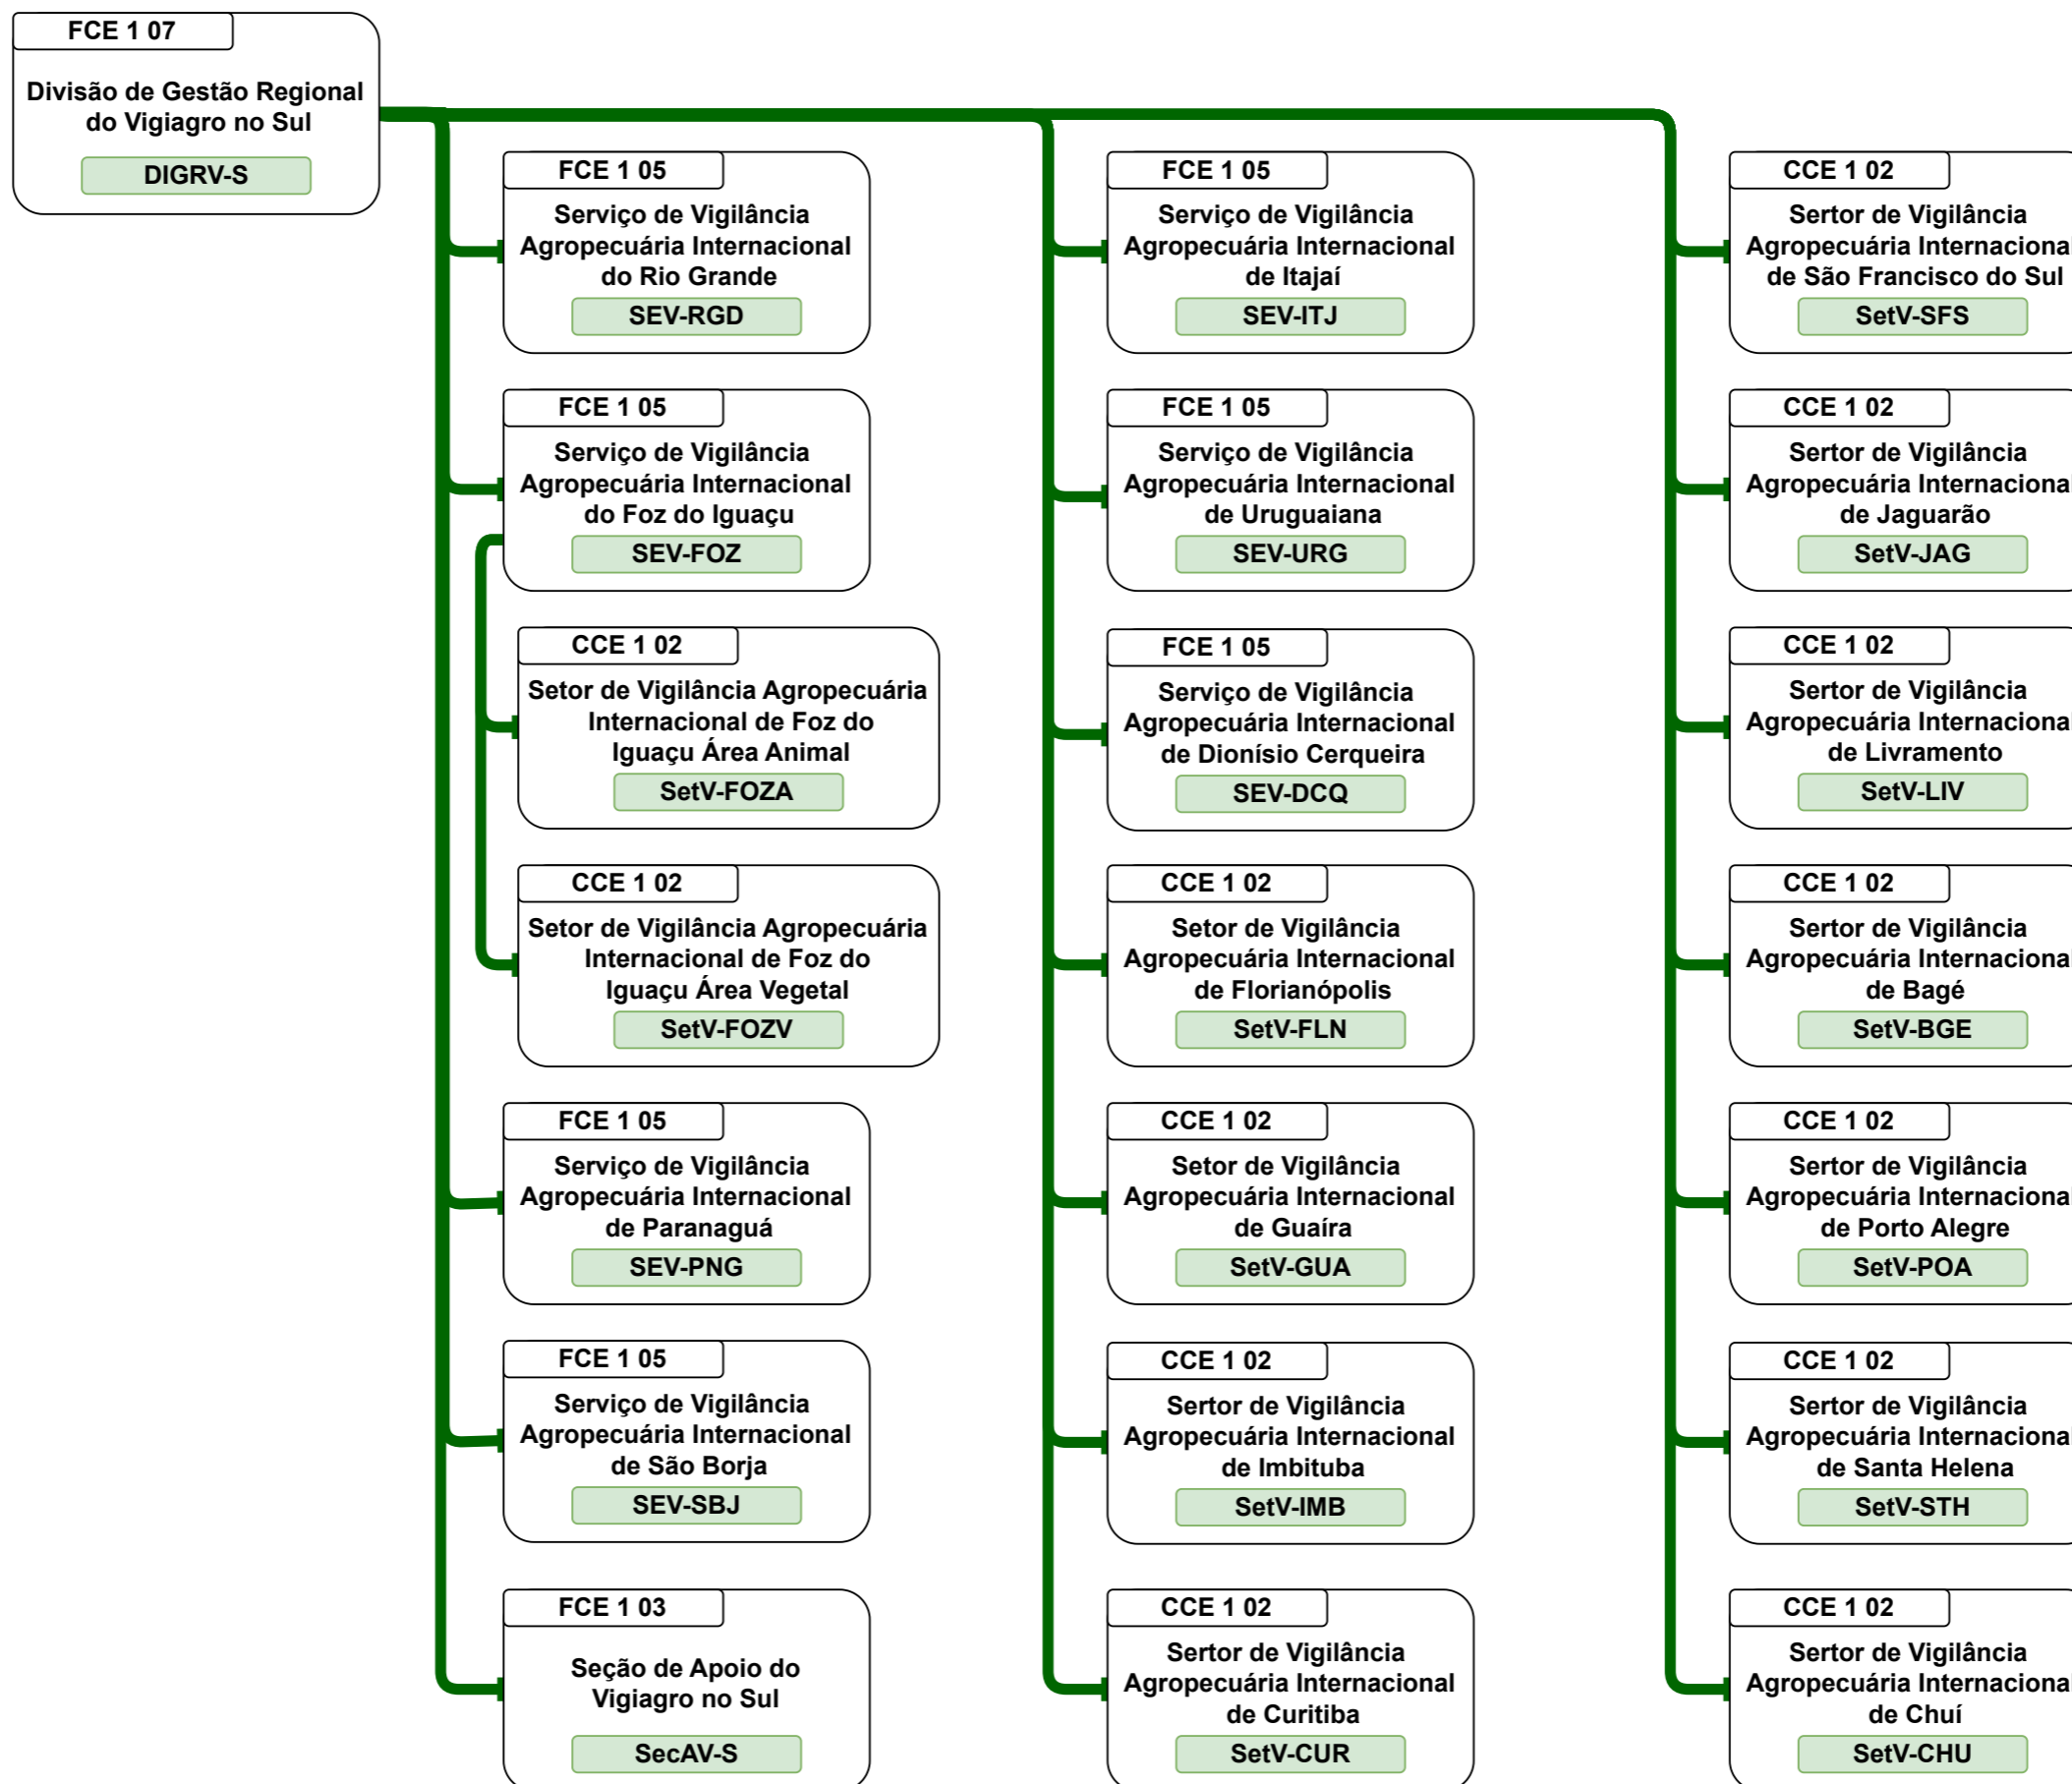 FCE 1 07
Divisão de Gestão Regional
do Vigiagro no Sul
DIGRV-S
FCE 1 05
Serviço de Vigilância
Agropecuária Internacional
do Rio Grande
SEV-RGD
FCE 1 05
Serviço de Vigilância
Agropecuária Internacional
do Foz do Iguaçu
SEV-FOZ
CCE 1 02
Setor de Vigilância Agropecuária
Internacional de Foz do
Iguaçu Área Animal
SetV-FOZA
CCE 1 02
Setor de Vigilância Agropecuária
Internacional de Foz do
Iguaçu Área Vegetal
SetV-FOZV
FCE 1 05
Serviço de Vigilância
Agropecuária Internacional
de Paranaguá
SEV-PNG
FCE 1 05
Serviço de Vigilância
Agropecuária Internacional
de São Borja
SEV-SBJ
FCE 1 03
Seção de Apoio do
Vigiagro no Sul
SecAV-S
FCE 1 05
Serviço de Vigilância
Agropecuária Internacional
de Itajaí
SEV-ITJ
FCE 1 05
Serviço de Vigilância
Agropecuária Internacional
de Uruguaiana
SEV-URG
FCE 1 05
Serviço de Vigilância
Agropecuária Internacional
de Dionísio Cerqueira
SEV-DCQ
CCE 1 02
Setor de Vigilância
Agropecuária Internacional
de Florianópolis
SetV-FLN
CCE 1 02
Setor de Vigilância
Agropecuária Internacional
de Guaíra
SetV-GUA
CCE 1 02
Sertor de Vigilância
Agropecuária Internacional
de Imbituba
SetV-IMB
CCE 1 02
Sertor de Vigilância
Agropecuária Internacional
de Curitiba
SetV-CUR
CCE 1 02
Sertor de Vigilância
Agropecuária Internacional
de São Francisco do Sul
SetV-SFS
CCE 1 02
Sertor de Vigilância
Agropecuária Internacional
de Jaguarão
SetV-JAG
CCE 1 02
Sertor de Vigilância
Agropecuária Internacional
de Livramento
SetV-LIV
CCE 1 02
Sertor de Vigilância
Agropecuária Internacional
de Bagé
SetV-BGE
CCE 1 02
Sertor de Vigilância
Agropecuária Internacional
de Porto Alegre
SetV-POA
CCE 1 02
Sertor de Vigilância
Agropecuária Internacional
de Santa Helena
SetV-STH
CCE 1 02
Sertor de Vigilância
Agropecuária Internacional
de Chuí
SetV-CHU